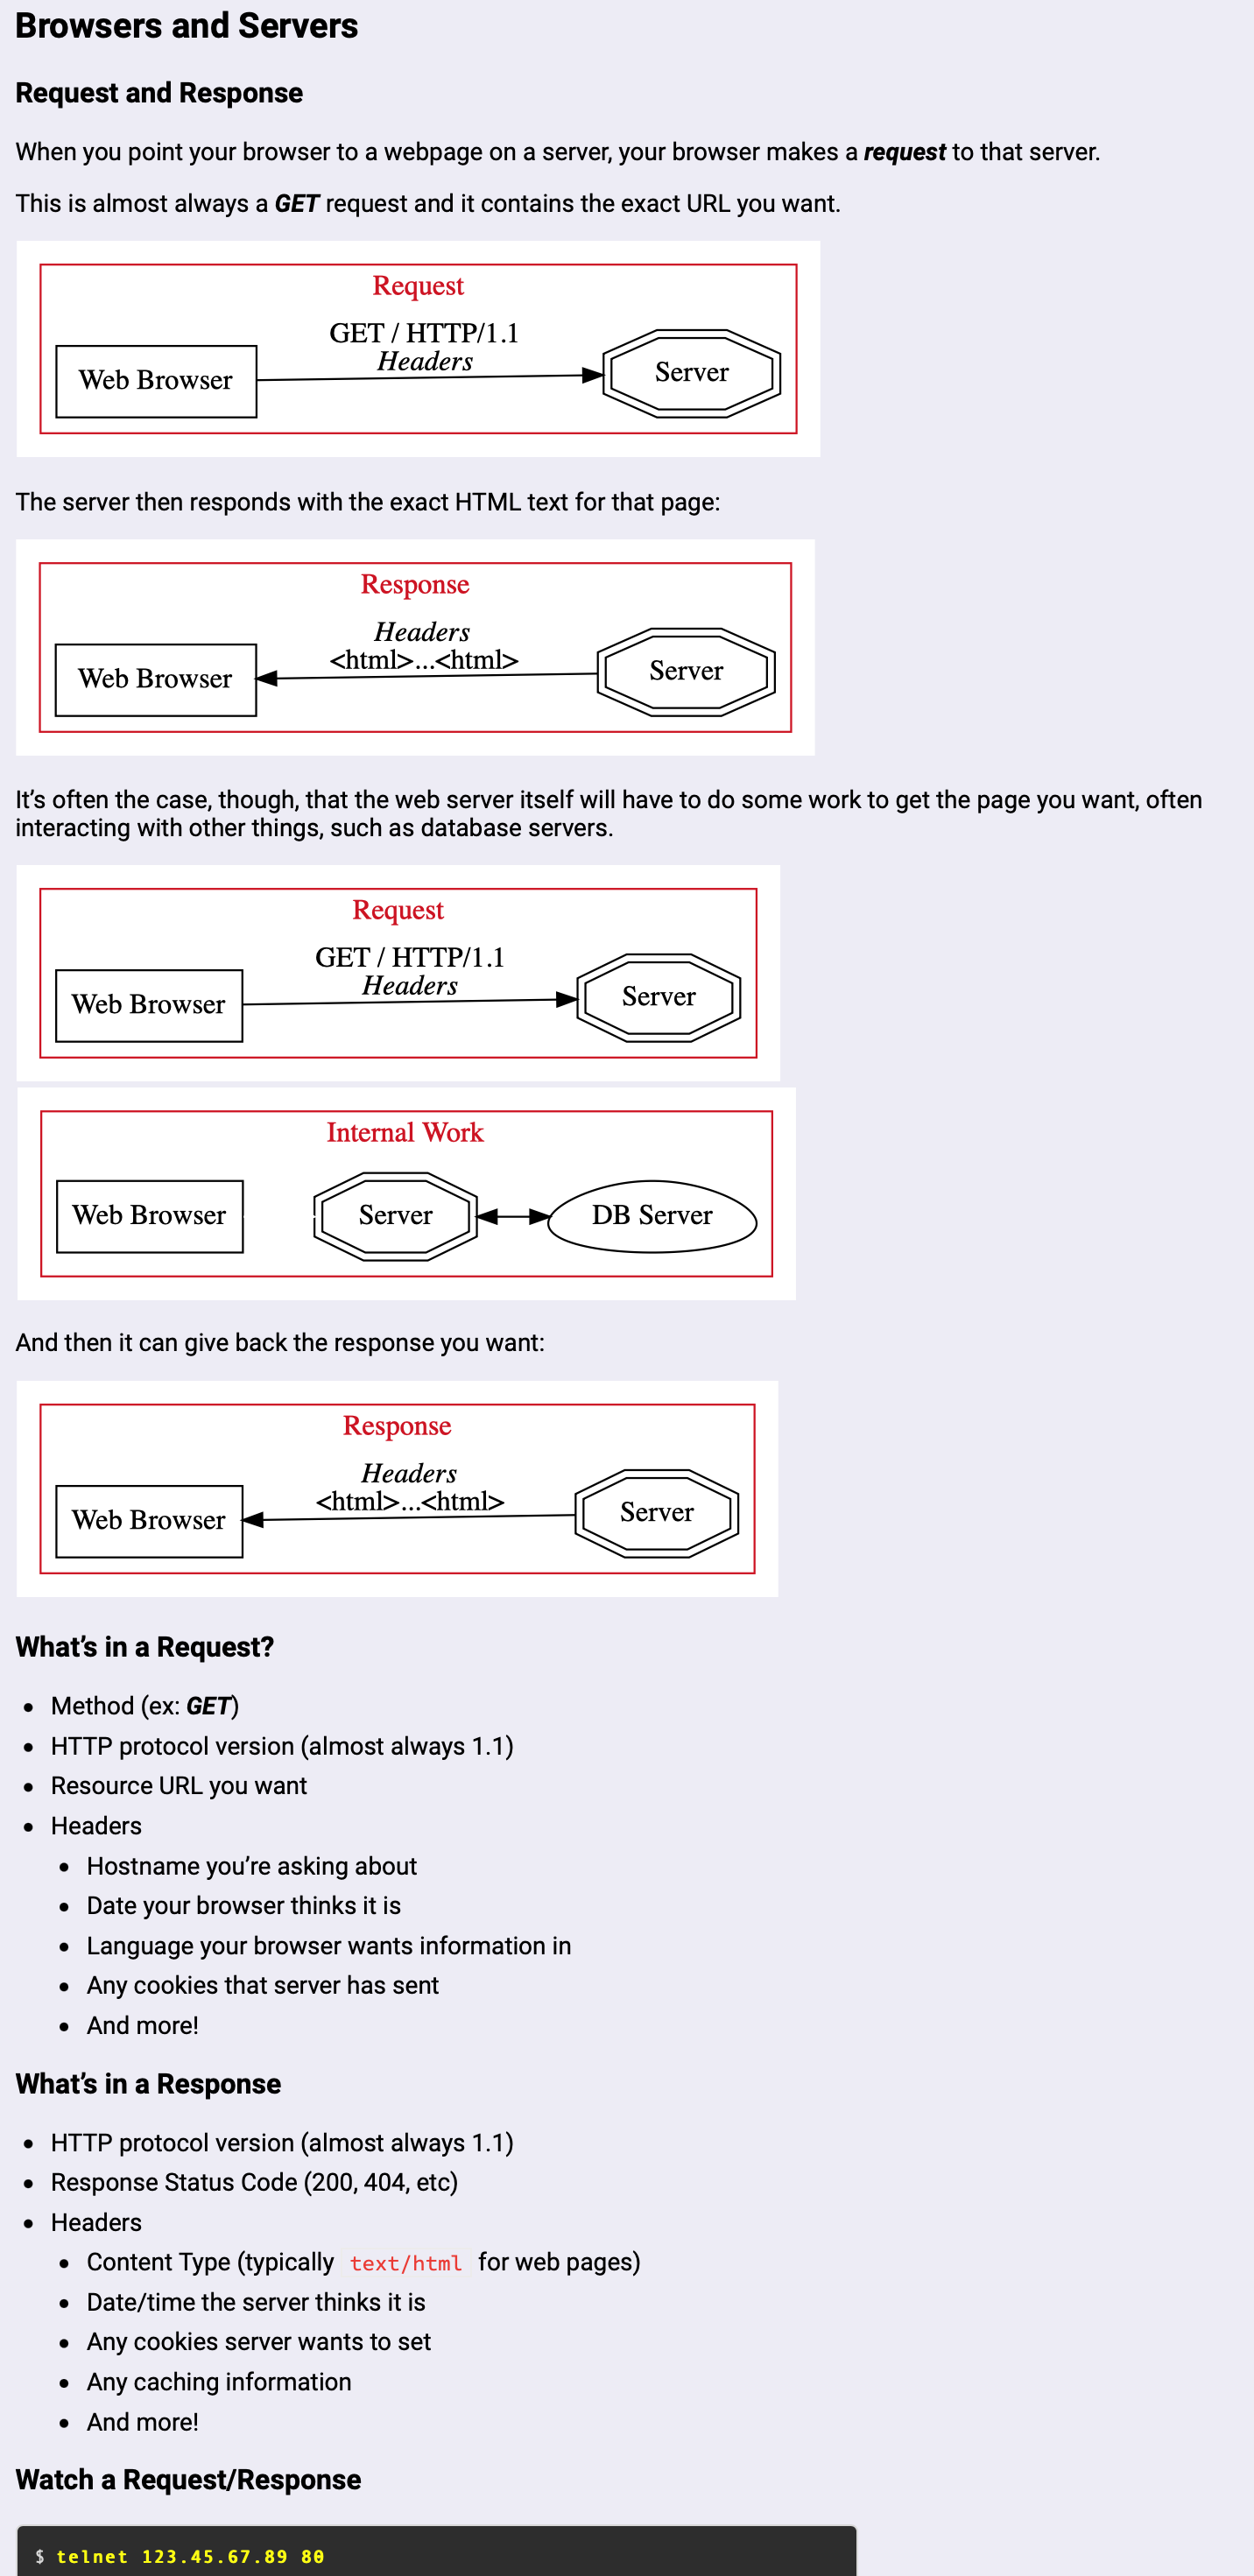 Browsers and Servers
Request and Response
When you point your browser to a webpage on a server, your browser makes a request to that server.
This is almost always a GET request and it contains the exact URL you want.
Request
GET / HTTP/1.1
Headers
Web Browser
Server
The server then responds with the exact HTML text for that page:
Response
Headers
<html>...<html>
Web Browser
Server
It’s often the case, though, that the web server itself will have to do some work to get the page you want, often
interacting with other things, such as database servers.
Request
GET / HTTP/1.1
Headers
Web Browser
Server
Internal Work
Web Browser
Server
DB Server
And then it can give back the response you want:
Response
Headers
<html>...<html>
Web Browser
Server
What’s in a Request?
• Method (ex: GET)
• HTTP protocol version (almost always 1.1)
• Resource URL you want
• Headers
• Hostname you’re asking about
• Date your browser thinks it is
• Language your browser wants information in
• Any cookies that server has sent
• And more!
What’s in a Response
• HTTP protocol version (almost always 1.1)
• Response Status Code (200, 404, etc)
• Headers
• Content Type (typically text/html for web pages)
• Date/time the server thinks it is
• Any cookies server wants to set
• Any caching information
• And more!
Watch a Request/Response
$ telnet 123.45.67.89 80